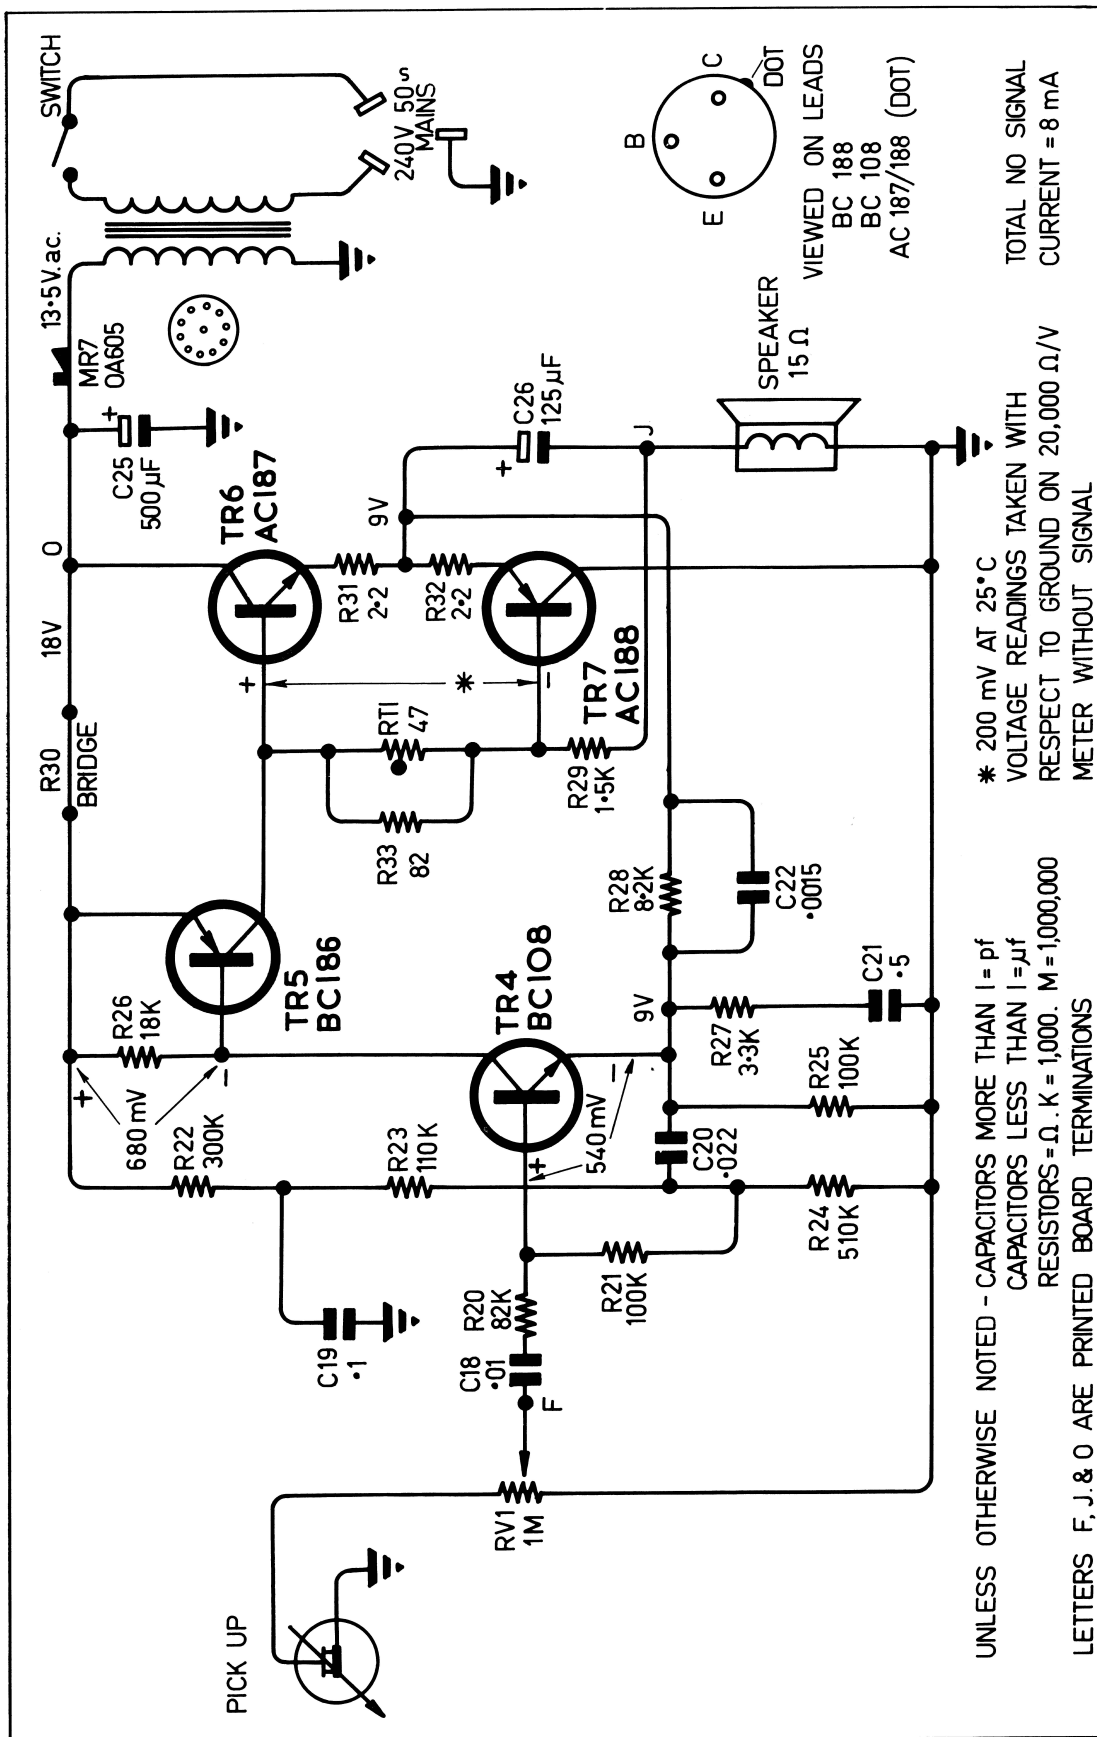 PICK UP
RV1
1M
F
C18
.01
R20
82K
C19
.1
R21
100K
R22
300K
R23
110K
R24
510K
R25
100K
C20
.022
680 mV
+
-
540 mV
+
-
R26
18K
TR5
BC186
TR4
BC108
9V
R27
3.3K
C21
.5
R28
8.2K
C22
.0015
R30
BRIDGE
R33
82
RT1
47
R29
1.5K
18V
O
+
*
-
TR6
AC187
R31
2.2
R32
2.2
TR7
AC188
9V
C25
500µF
+
C26
125µF
+
J
SPEAKER
15 Ω
MR7
OA605
13.5V.ac.
SWITCH
240V 50s
MAINS
B
C
E
DOT
VIEWED ON LEADS
BC 188
BC 108
AC 187/188 (DOT)
UNLESS OTHERWISE NOTED - CAPACITORS MORE THAN 1 = pf
CAPACITORS LESS THAN 1 = µf
RESISTORS = Ω. K = 1,000. M = 1,000,000
LETTERS F, J. & O ARE PRINTED BOARD TERMINATIONS
* 200 mV AT 25°C
VOLTAGE READINGS TAKEN WITH
RESPECT TO GROUND ON 20,000 Ω/V
METER WITHOUT SIGNAL
TOTAL NO SIGNAL
CURRENT = 8 mA